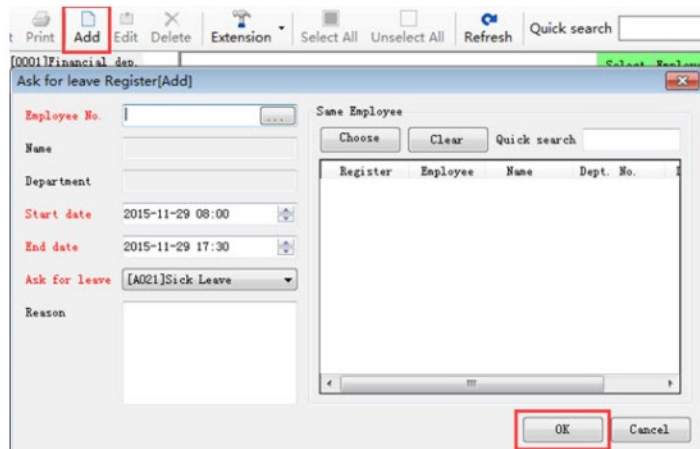 Print Add Edit Delete Extension Select All Unselect All Refresh Quick search
[0001]Financial dep.
Ask for leave Register[Add]
Employee No. ...
Name
Department
Start date 2015-11-29 08:00
End date 2015-11-29 17:30
Ask for leave [A021]Sick Leave
Reason
Same Employee
Choose Clear Quick search
Register Employee Name Dept. No.
OK Cancel